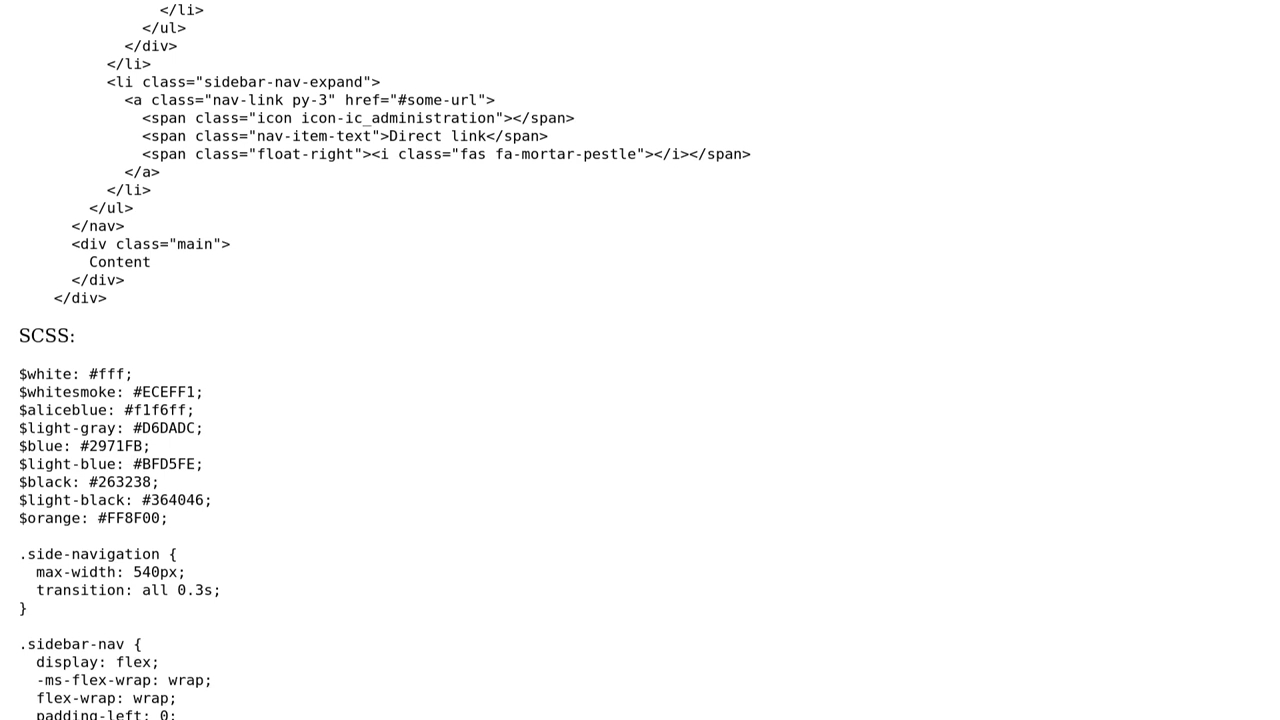 </li>
              </ul>
            </div>
          </li>
          <li class="sidebar-nav-expand">
            <a class="nav-link py-3" href="#some-url">
              <span class="icon icon-ic_administration"></span>
              <span class="nav-item-text">Direct link</span>
              <span class="float-right"><i class="fas fa-mortar-pestle"></i></span>
            </a>
          </li>
        </ul>
      </nav>
      <div class="main">
        Content
      </div>
    </div>
SCSS:
$white: #fff;
$whitesmoke: #ECEFF1;
$aliceblue: #f1f6ff;
$light-gray: #D6DADC;
$blue: #2971FB;
$light-blue: #BFD5FE;
$black: #263238;
$light-black: #364046;
$orange: #FF8F00;
.side-navigation {
  max-width: 540px;
  transition: all 0.3s;
}
.sidebar-nav {
  display: flex;
  -ms-flex-wrap: wrap;
  flex-wrap: wrap;
  padding-left: 0;